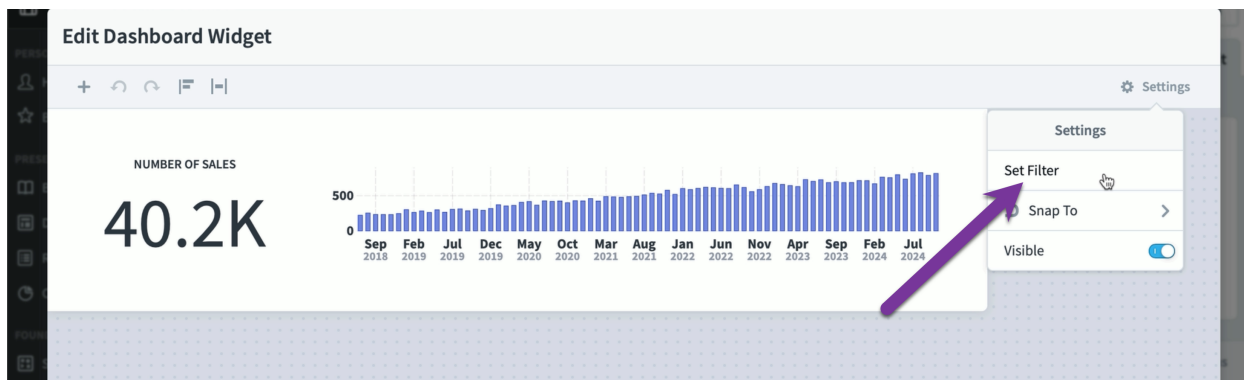 Edit Dashboard Widget
Settings
Settings
Set Filter
Snap To
Visible
NUMBER OF SALES
40.2K
500
0
Sep Feb Jul Dec May Oct Mar Aug Jan Jun Nov Apr Sep Feb Jul
2018 2019 2019 2019 2020 2020 2021 2021 2022 2022 2022 2023 2023 2024 2024